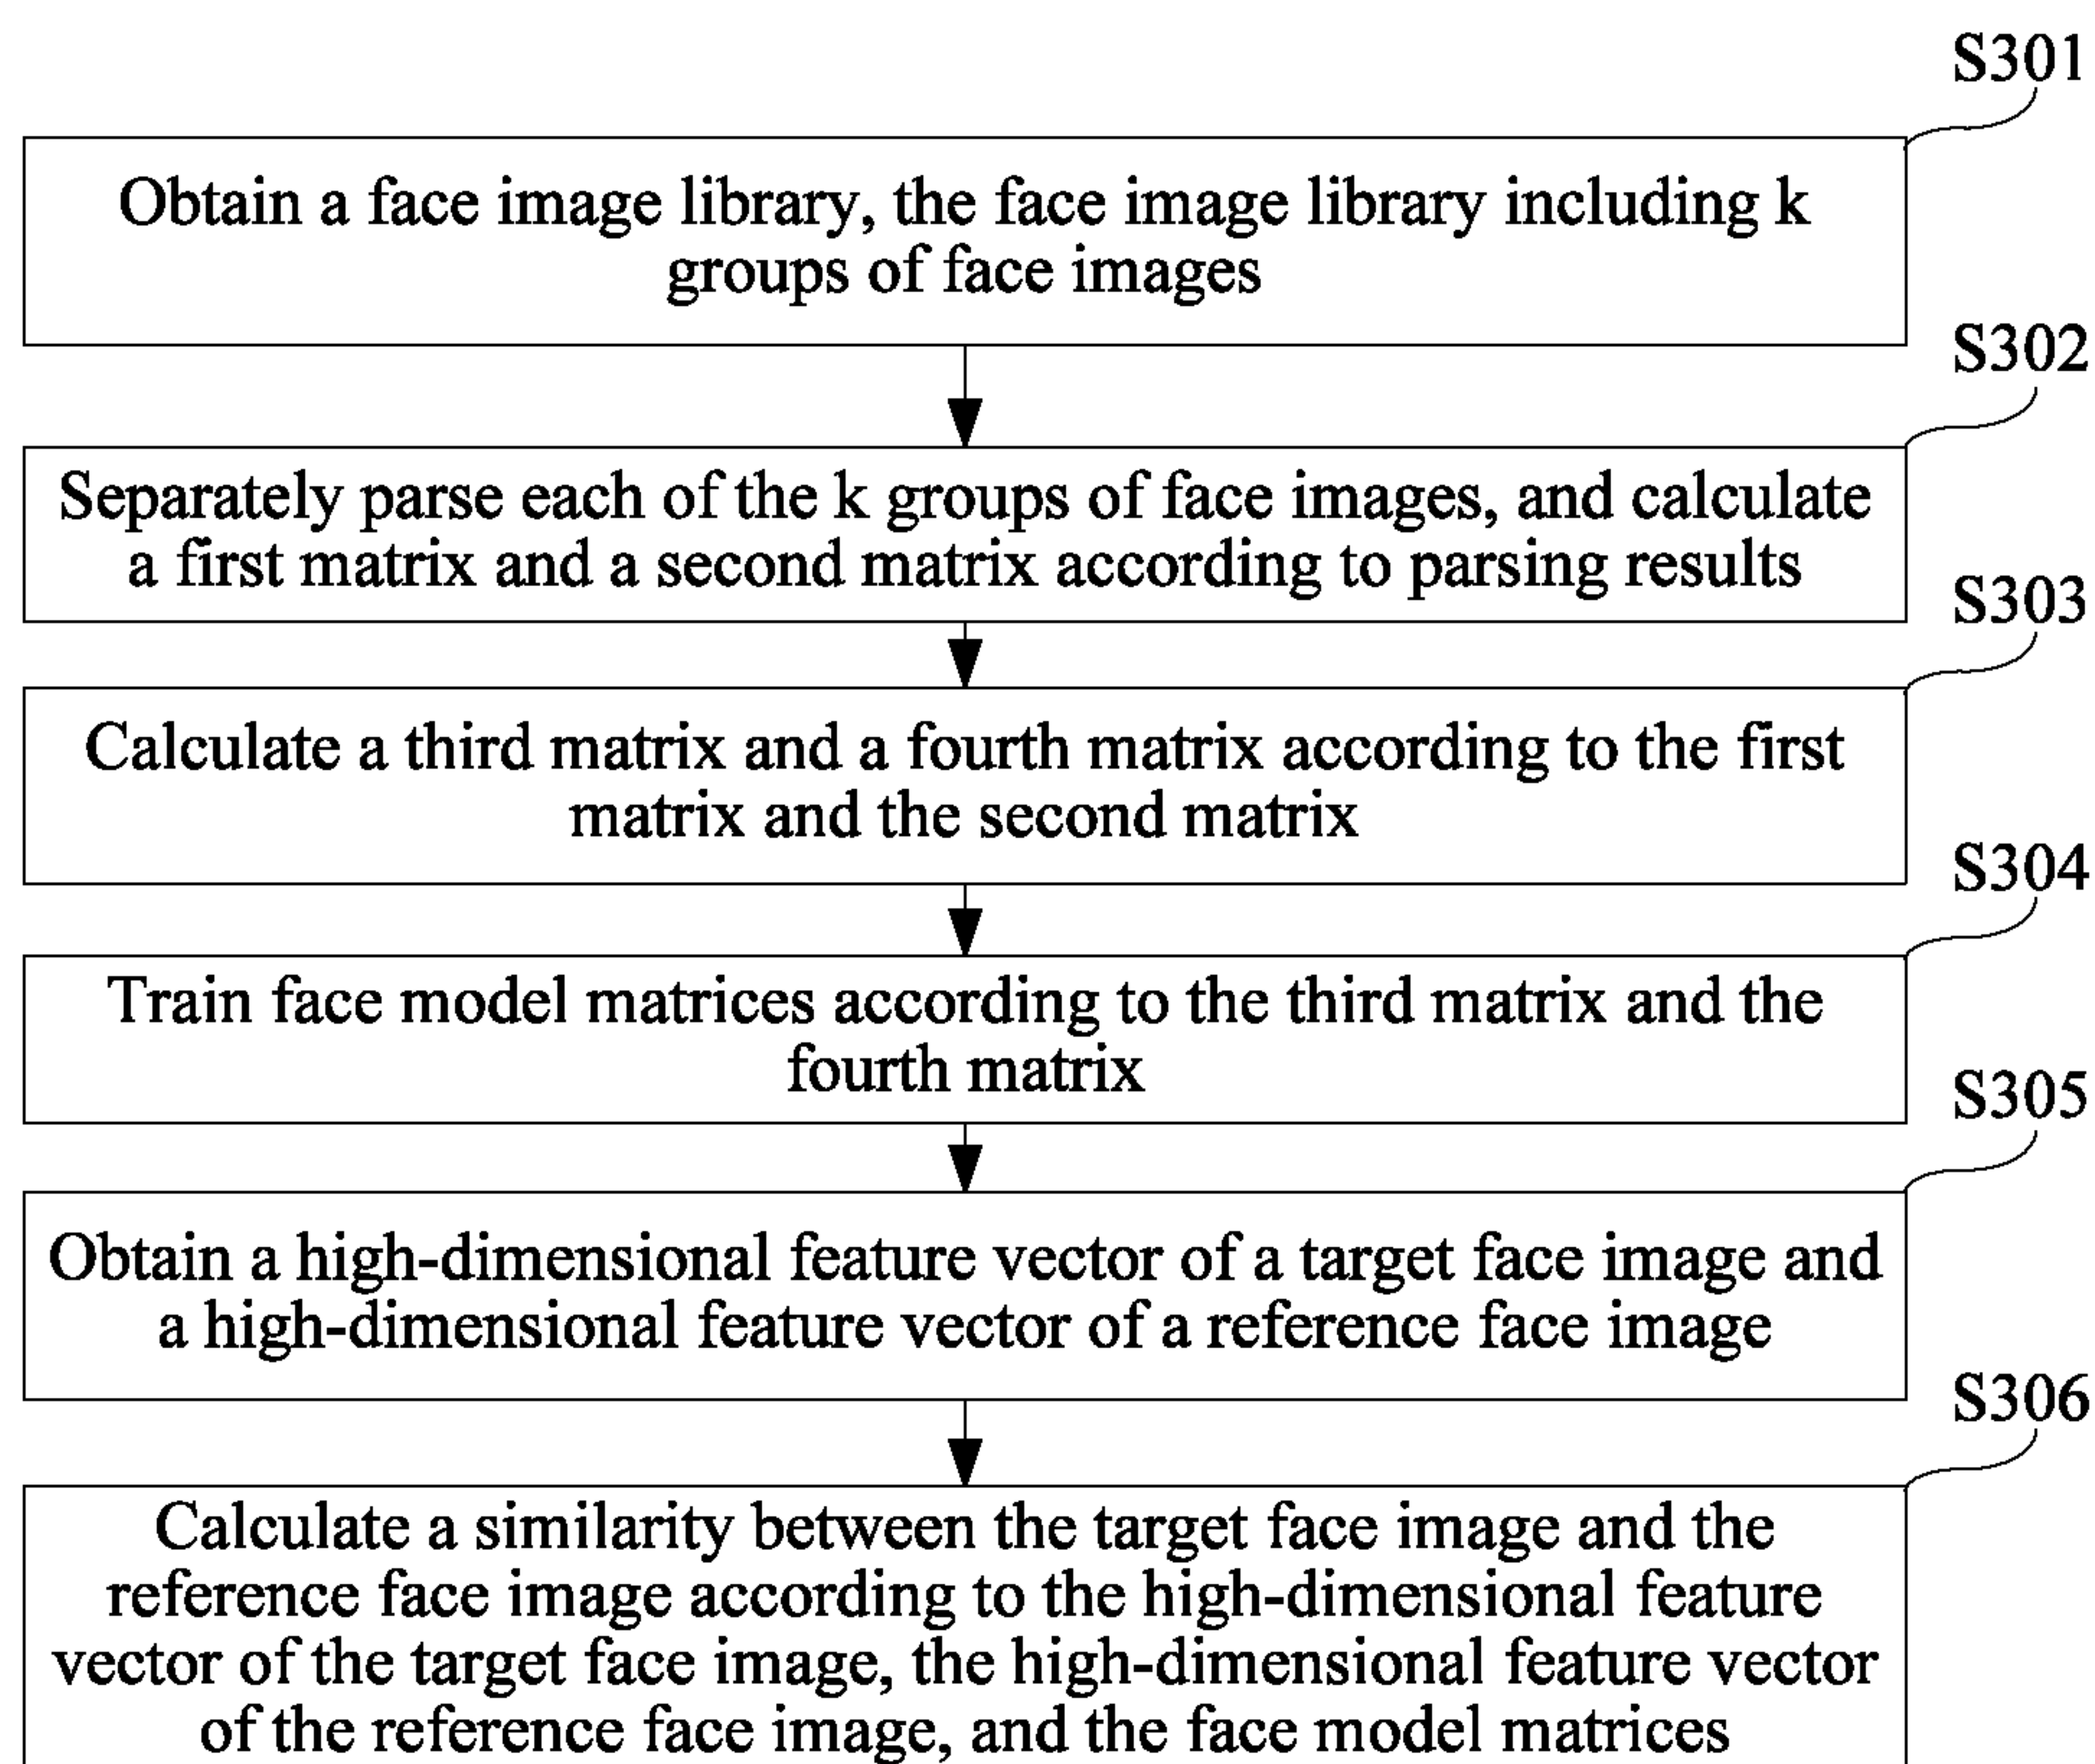 S301
Obtain a face image library, the face image library including k
groups of face images
S302
Separately parse each of the k groups of face images, and calculate
a first matrix and a second matrix according to parsing results
S303
Calculate a third matrix and a fourth matrix according to the first
matrix and the second matrix
S304
Train face model matrices according to the third matrix and the
fourth matrix
S305
Obtain a high-dimensional feature vector of a target face image and
a high-dimensional feature vector of a reference face image
S306
Calculate a similarity between the target face image and the
reference face image according to the high-dimensional feature
vector of the target face image, the high-dimensional feature vector
of the reference face image, and the face model matrices